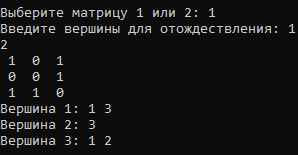 Выберите матрицу 1 или 2: 1
Введите вершины для отождествления: 1
2
1 0 1
0 0 1
1 1 0
Вершина 1: 1 3
Вершина 2: 3
Вершина 3: 1 2